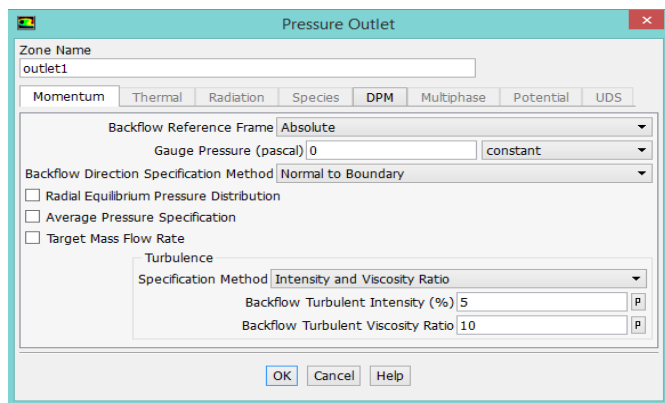 Pressure Outlet
Zone Name
outlet1
Momentum Thermal Radiation Species DPM Multiphase Potential UDS
Backflow Reference Frame Absolute
Gauge Pressure (pascal) 0 constant
Backflow Direction Specification Method Normal to Boundary
Radial Equilibrium Pressure Distribution
Average Pressure Specification
Target Mass Flow Rate
Turbulence
Specification Method Intensity and Viscosity Ratio
Backflow Turbulent Intensity (%) 5 P
Backflow Turbulent Viscosity Ratio 10 P
OK Cancel Help